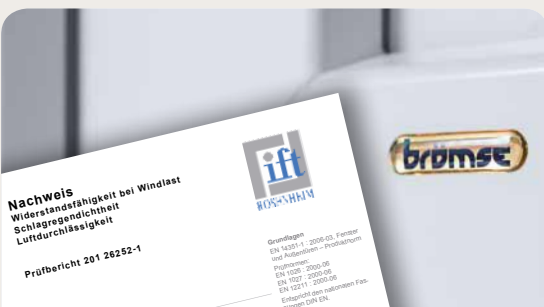 Nachweis
Widerstandsfähigkeit bei Windlast
Schlagregendichtheit
Luftdurchlässigkeit
Prüfbericht 201 26252-1
ift
ROSENHEIM
Grundlagen
EN 14351-1 : 2006-03, Fenster
und Außentüren – Produktnorm
Prüfnormen:
EN 1026 : 2000-06
EN 1027 : 2000-06
EN 12211 : 2000-06
Entspricht den nationalen Fas-
DIN EN.
brömse